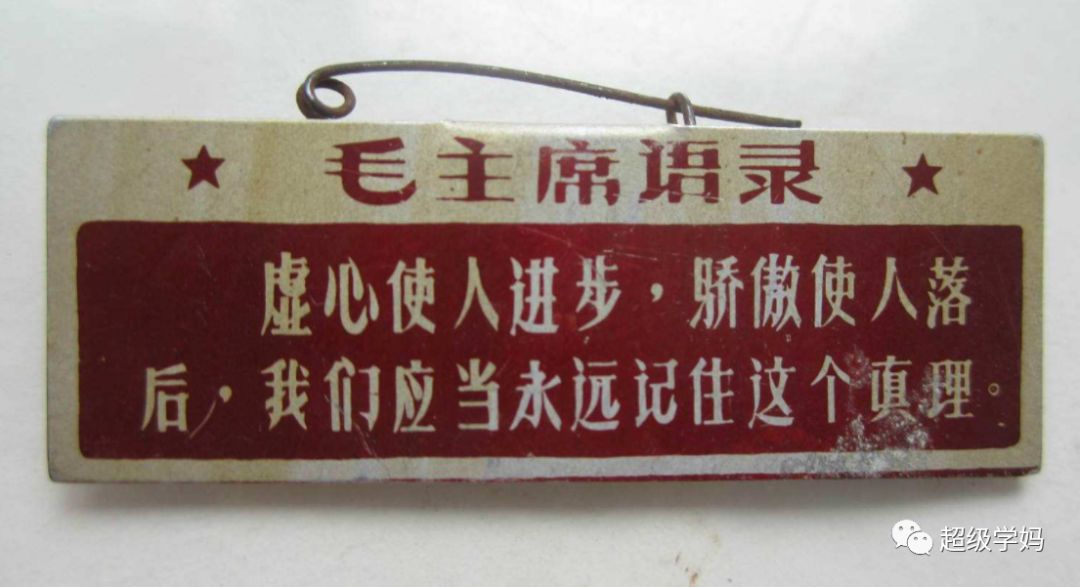 ★ 毛主席语录 ★
虚心使人进步，骄傲使人落
后，我们应当永远记住这个真理。
超级学妈